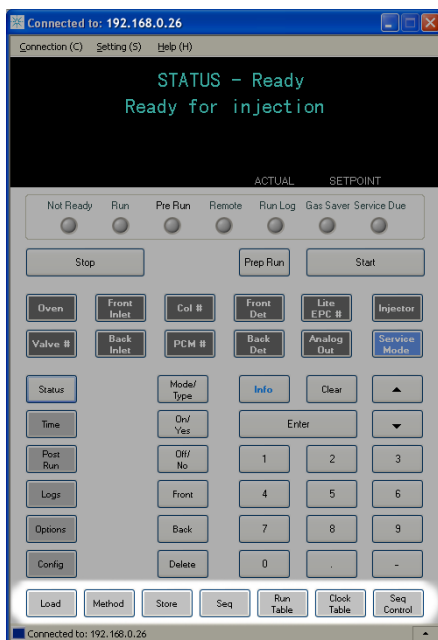 Connected to: 192.168.0.26
Connection (C) Setting (S) Help (H)
STATUS - Ready
Ready for injection
ACTUAL SETPOINT
Not Ready Run Pre Run Remote Run Log Gas Saver Service Due
Stop Prep Run Start
Oven Front Inlet Col # Front Det Lite EPC # Injector
Valve # Back Inlet PCM # Back Det Analog Out Service Mode
Status Mode/ Type Info Clear
Time On/ Yes Enter
Post Run Off/ No 1 2 3
Logs Front 4 5 6
Options Back 7 8 9
Config Delete 0 . -
Load Method Store Seq Run Table Clock Table Seq Control
Connected to: 192.168.0.26